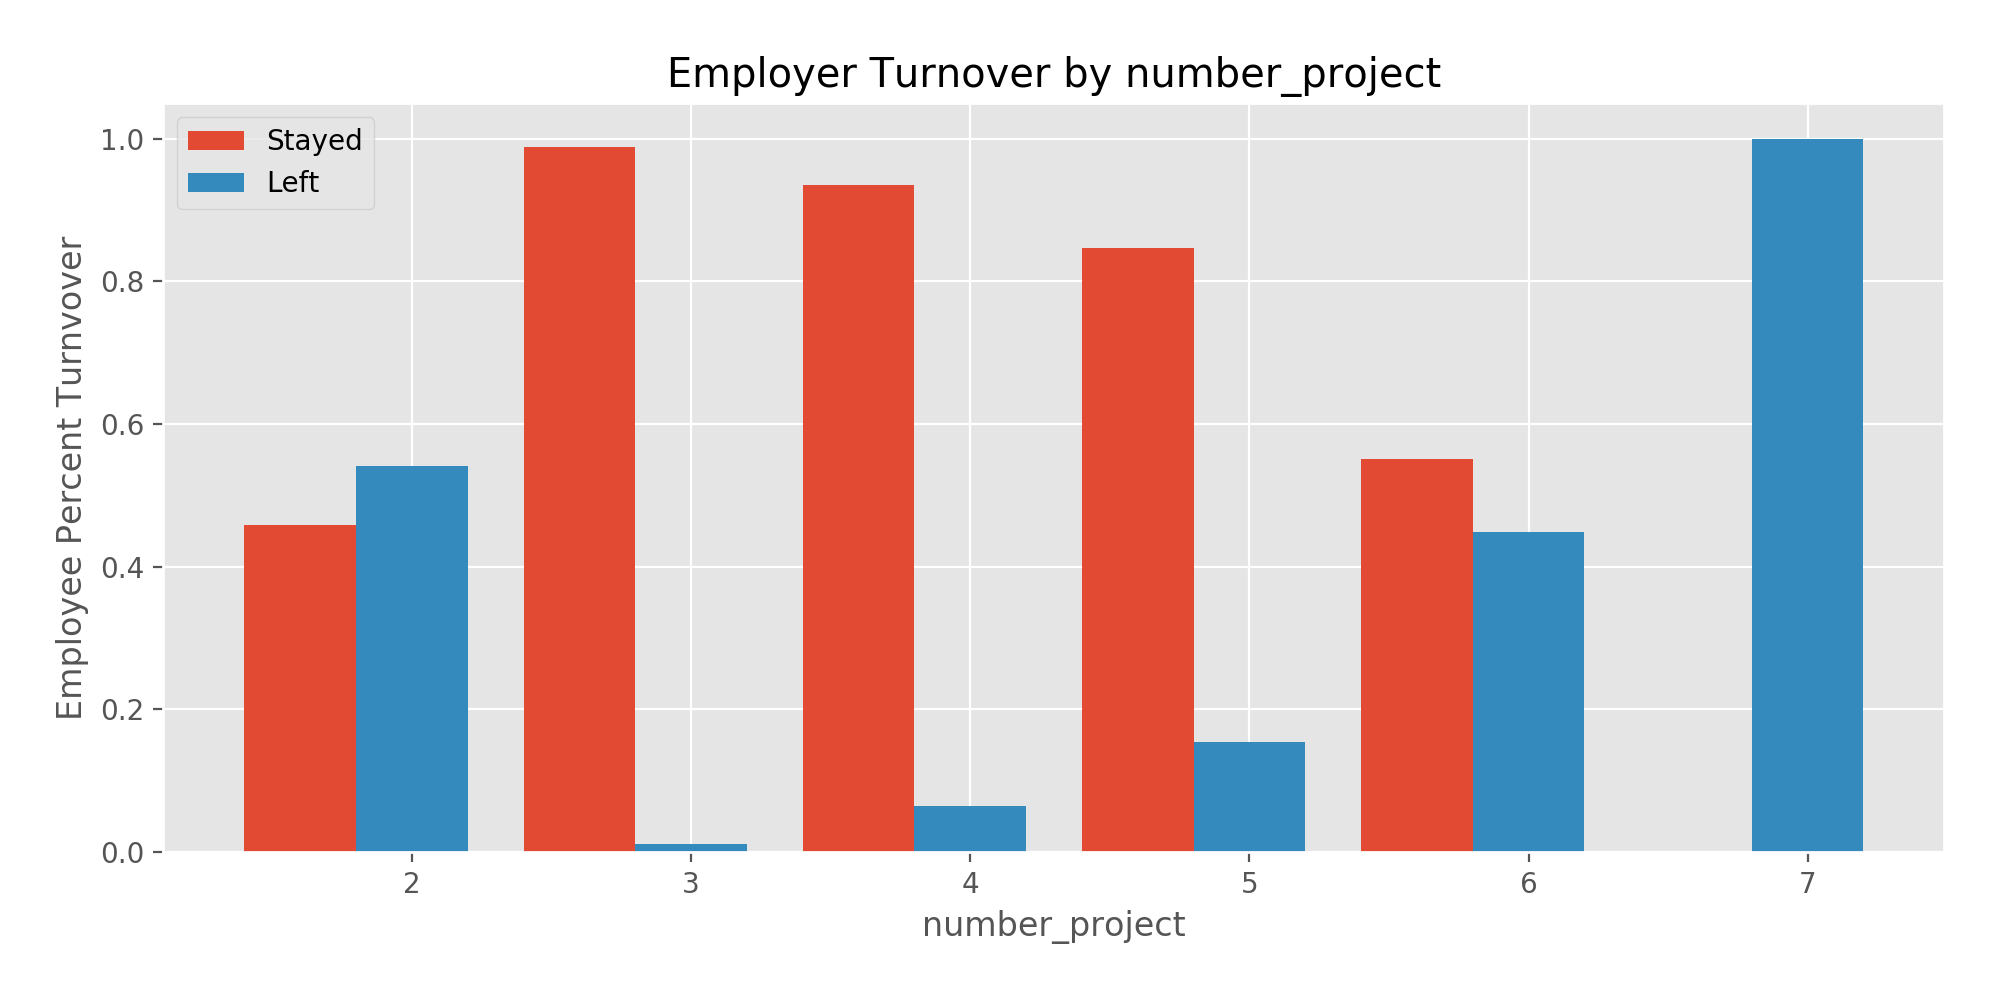 Employer Turnover by number_project
Stayed
Left
Employee Percent Turnvover
1.0
0.8
0.6
0.4
0.2
0.0
2 3 4 5 6 7
number_project